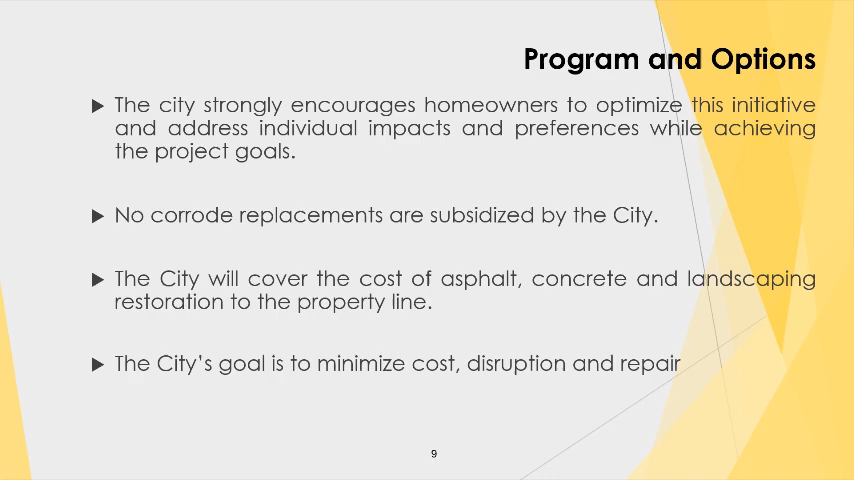 Program and Options
The city strongly encourages homeowners to optimize this initiative
and address individual impacts and preferences while achieving
the project goals.
No corrode replacements are subsidized by the City.
The City will cover the cost of asphalt, concrete and landscaping
restoration to the property line.
The City's goal is to minimize cost, disruption and repair
9